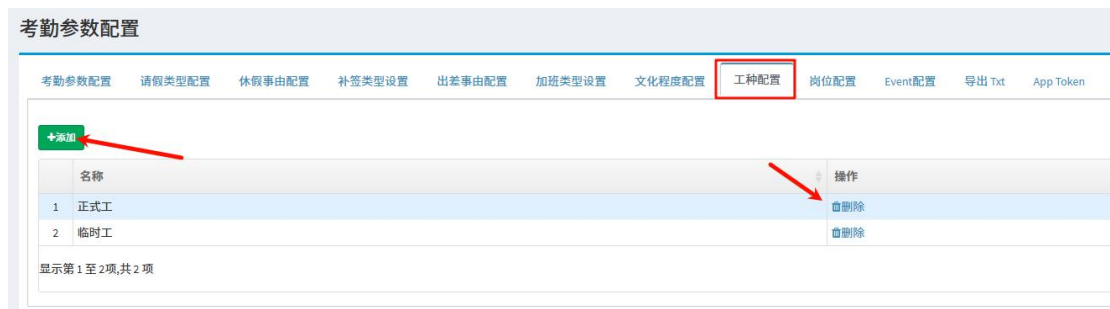 考勤参数配置
考勤参数配置 请假类型配置 休假事由配置 补签类型设置 出差事由配置 加班类型设置 文化程度配置 工种配置 岗位配置 Event配置 导出 Txt App Token
+添加
名称 操作
1 正式工 删除
2 临时工 删除
显示第 1 至 2项,共 2 项